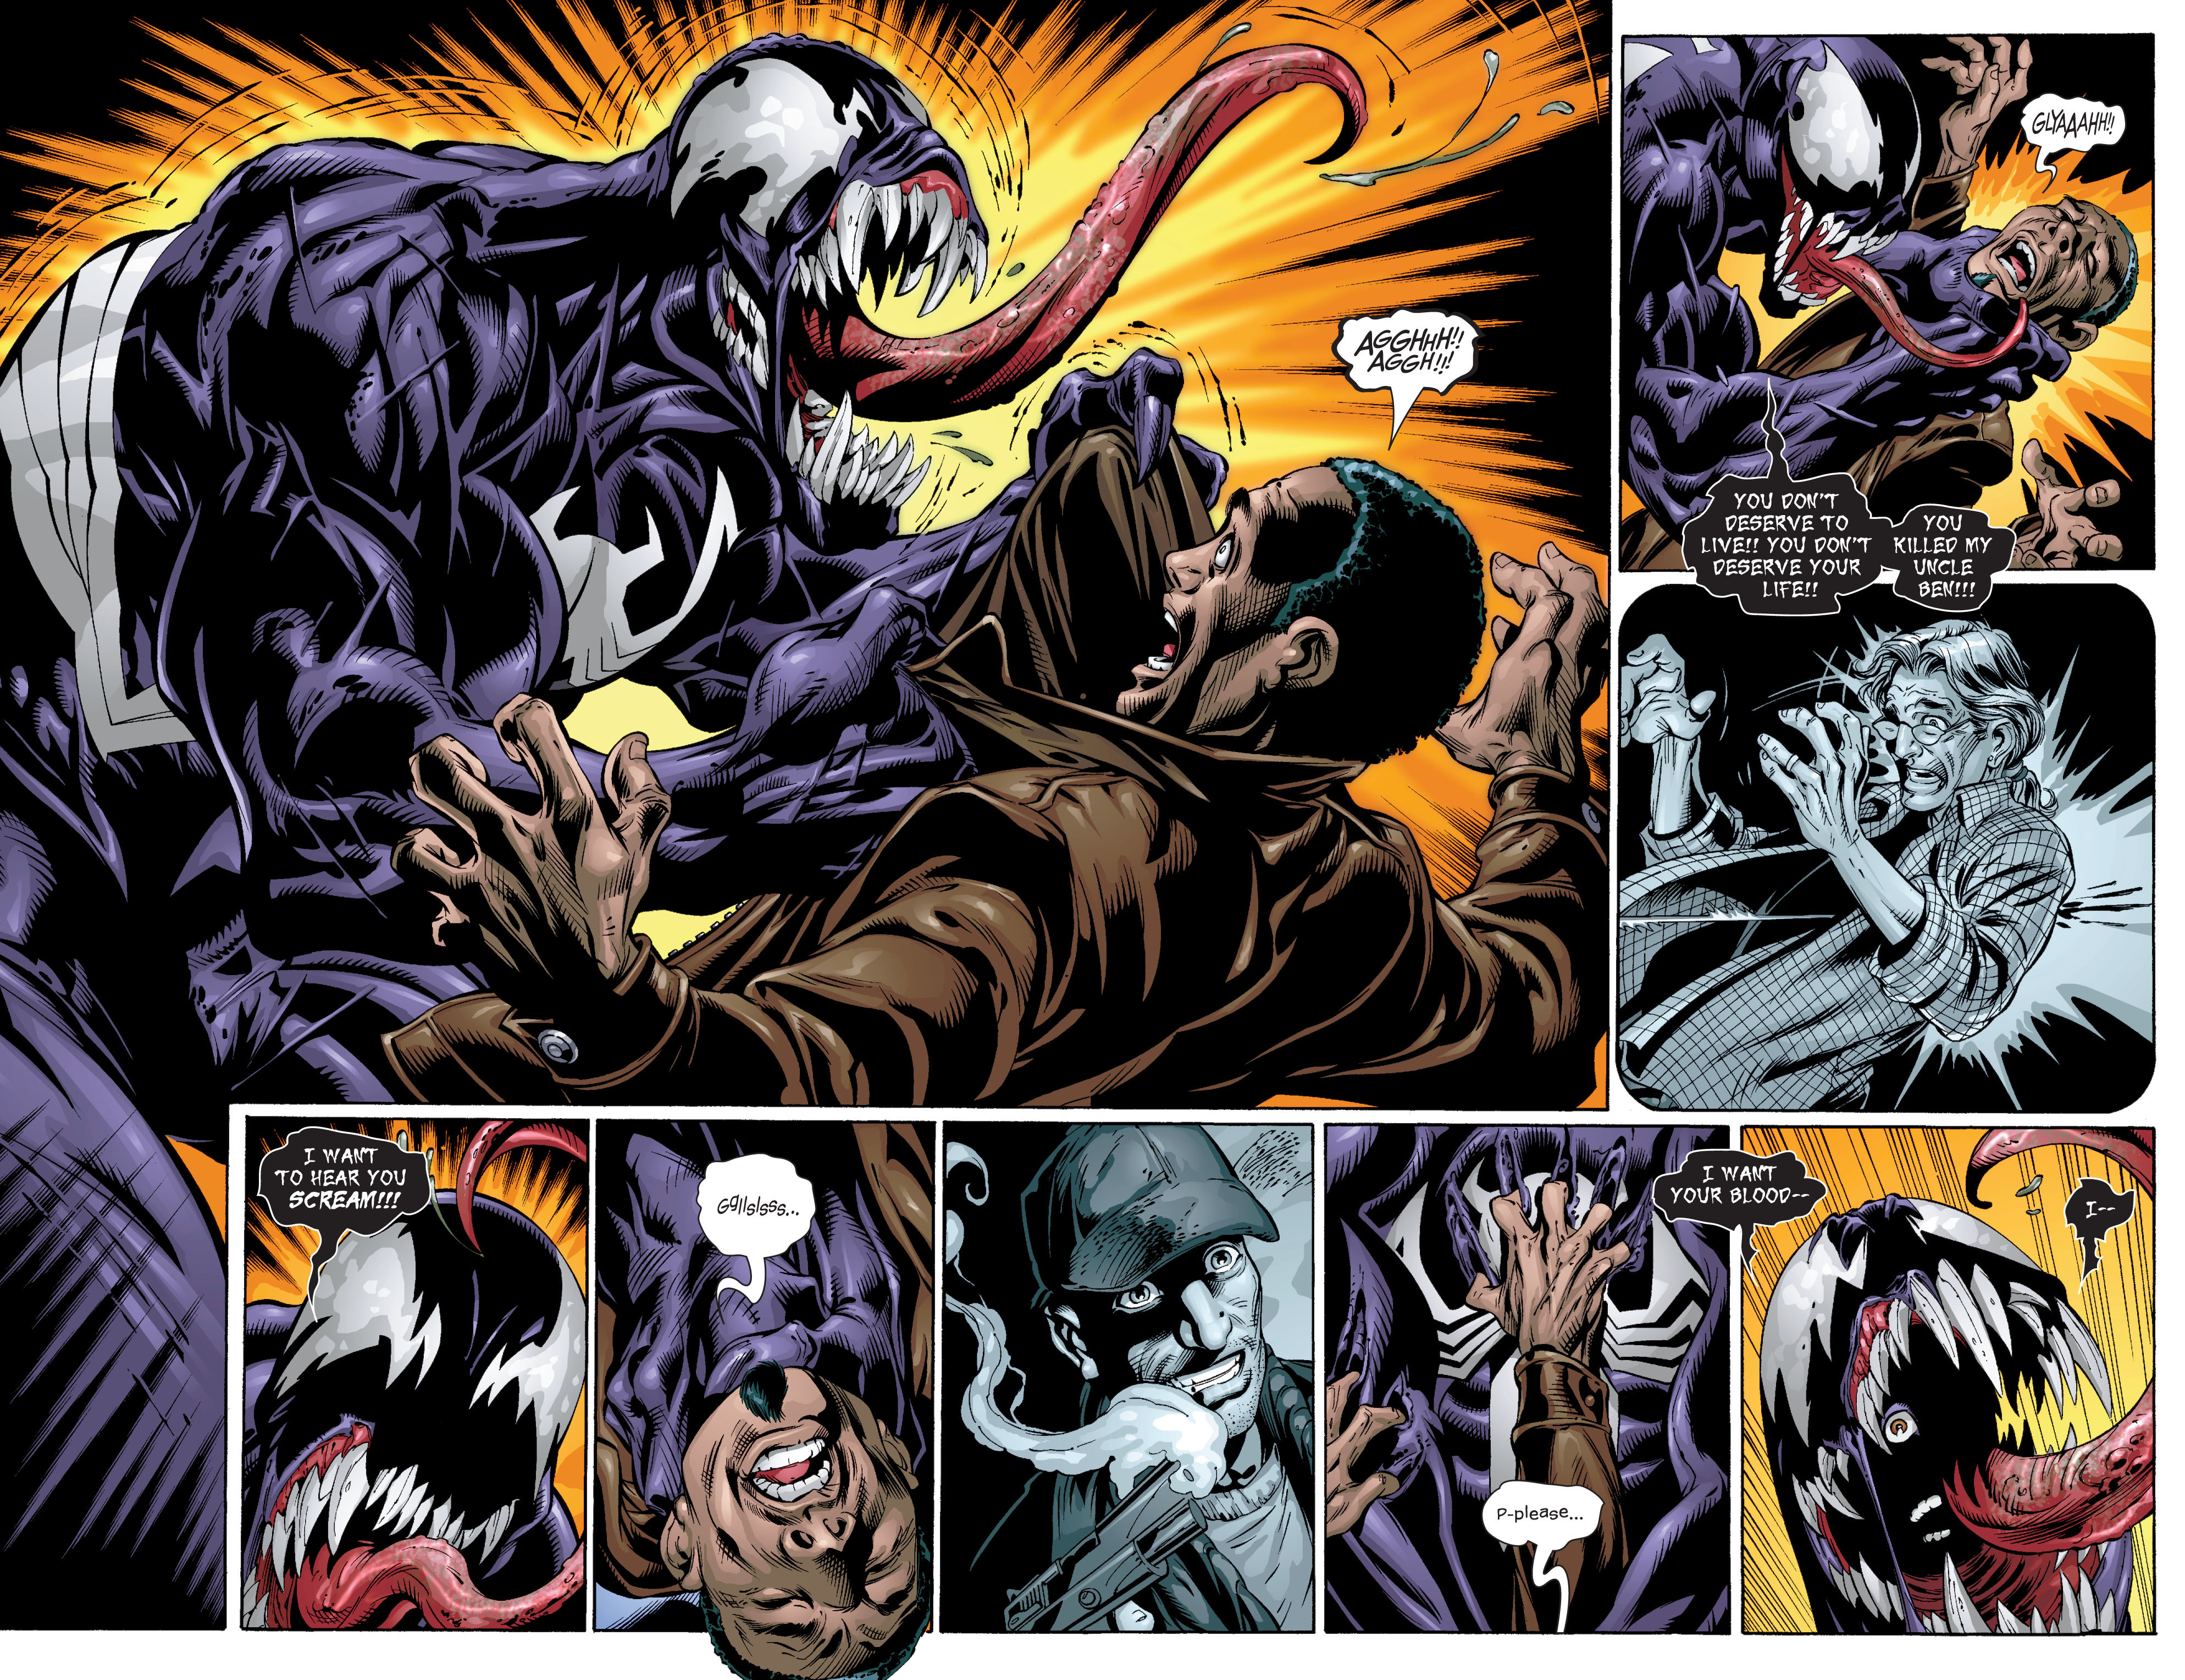 AGGHHH!!
AGGH!!!
GLYAAAHH!!
YOU DON'T
DESERVE TO
LIVE!! YOU DON'T
DESERVE YOUR
LIFE!!
YOU
KILLED MY
UNCLE
BEN!!!
I WANT
TO HEAR YOU
SCREAM!!!
Ggllslsss...
P-please...
I WANT
YOUR BLOOD--
I--